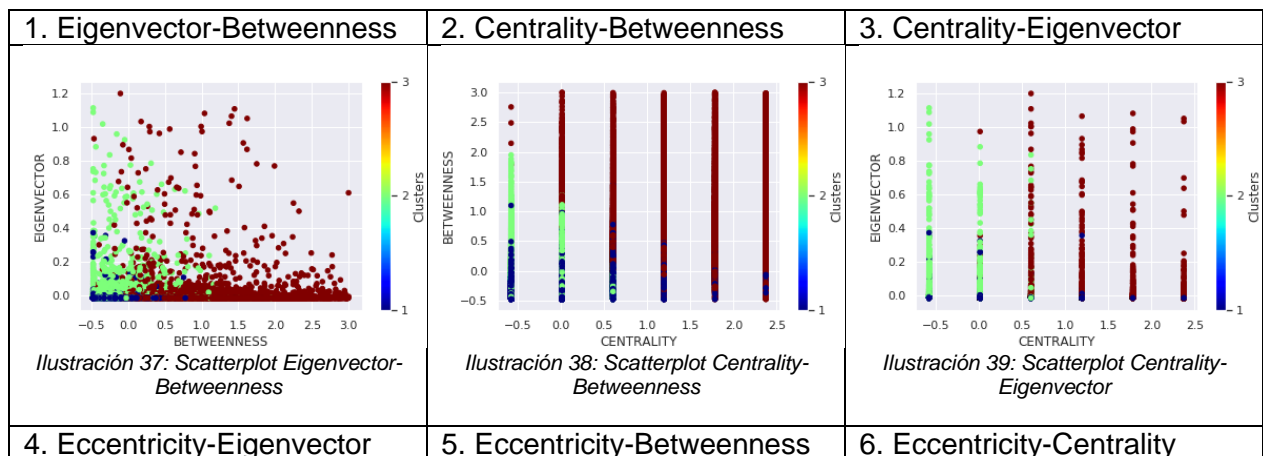 1. Eigenvector-Betweenness
2. Centrality-Betweenness
3. Centrality-Eigenvector
EIGENVECTOR
1.2
1.0
0.8
0.6
0.4
0.2
0.0
−0.5 0.0 0.5 1.0 1.5 2.0 2.5 3.0
BETWEENNESS
3
2
1
Clusters
Ilustración 37: Scatterplot Eigenvector-
Betweenness
BETWEENNESS
3.0
2.5
2.0
1.5
1.0
0.5
0.0
−0.5
−0.5 0.0 0.5 1.0 1.5 2.0 2.5
CENTRALITY
3
2
1
Clusters
Ilustración 38: Scatterplot Centrality-
Betweenness
EIGENVECTOR
1.2
1.0
0.8
0.6
0.4
0.2
0.0
−0.5 0.0 0.5 1.0 1.5 2.0 2.5
CENTRALITY
3
2
1
Clusters
Ilustración 39: Scatterplot Centrality-
Eigenvector
4. Eccentricity-Eigenvector
5. Eccentricity-Betweenness
6. Eccentricity-Centrality